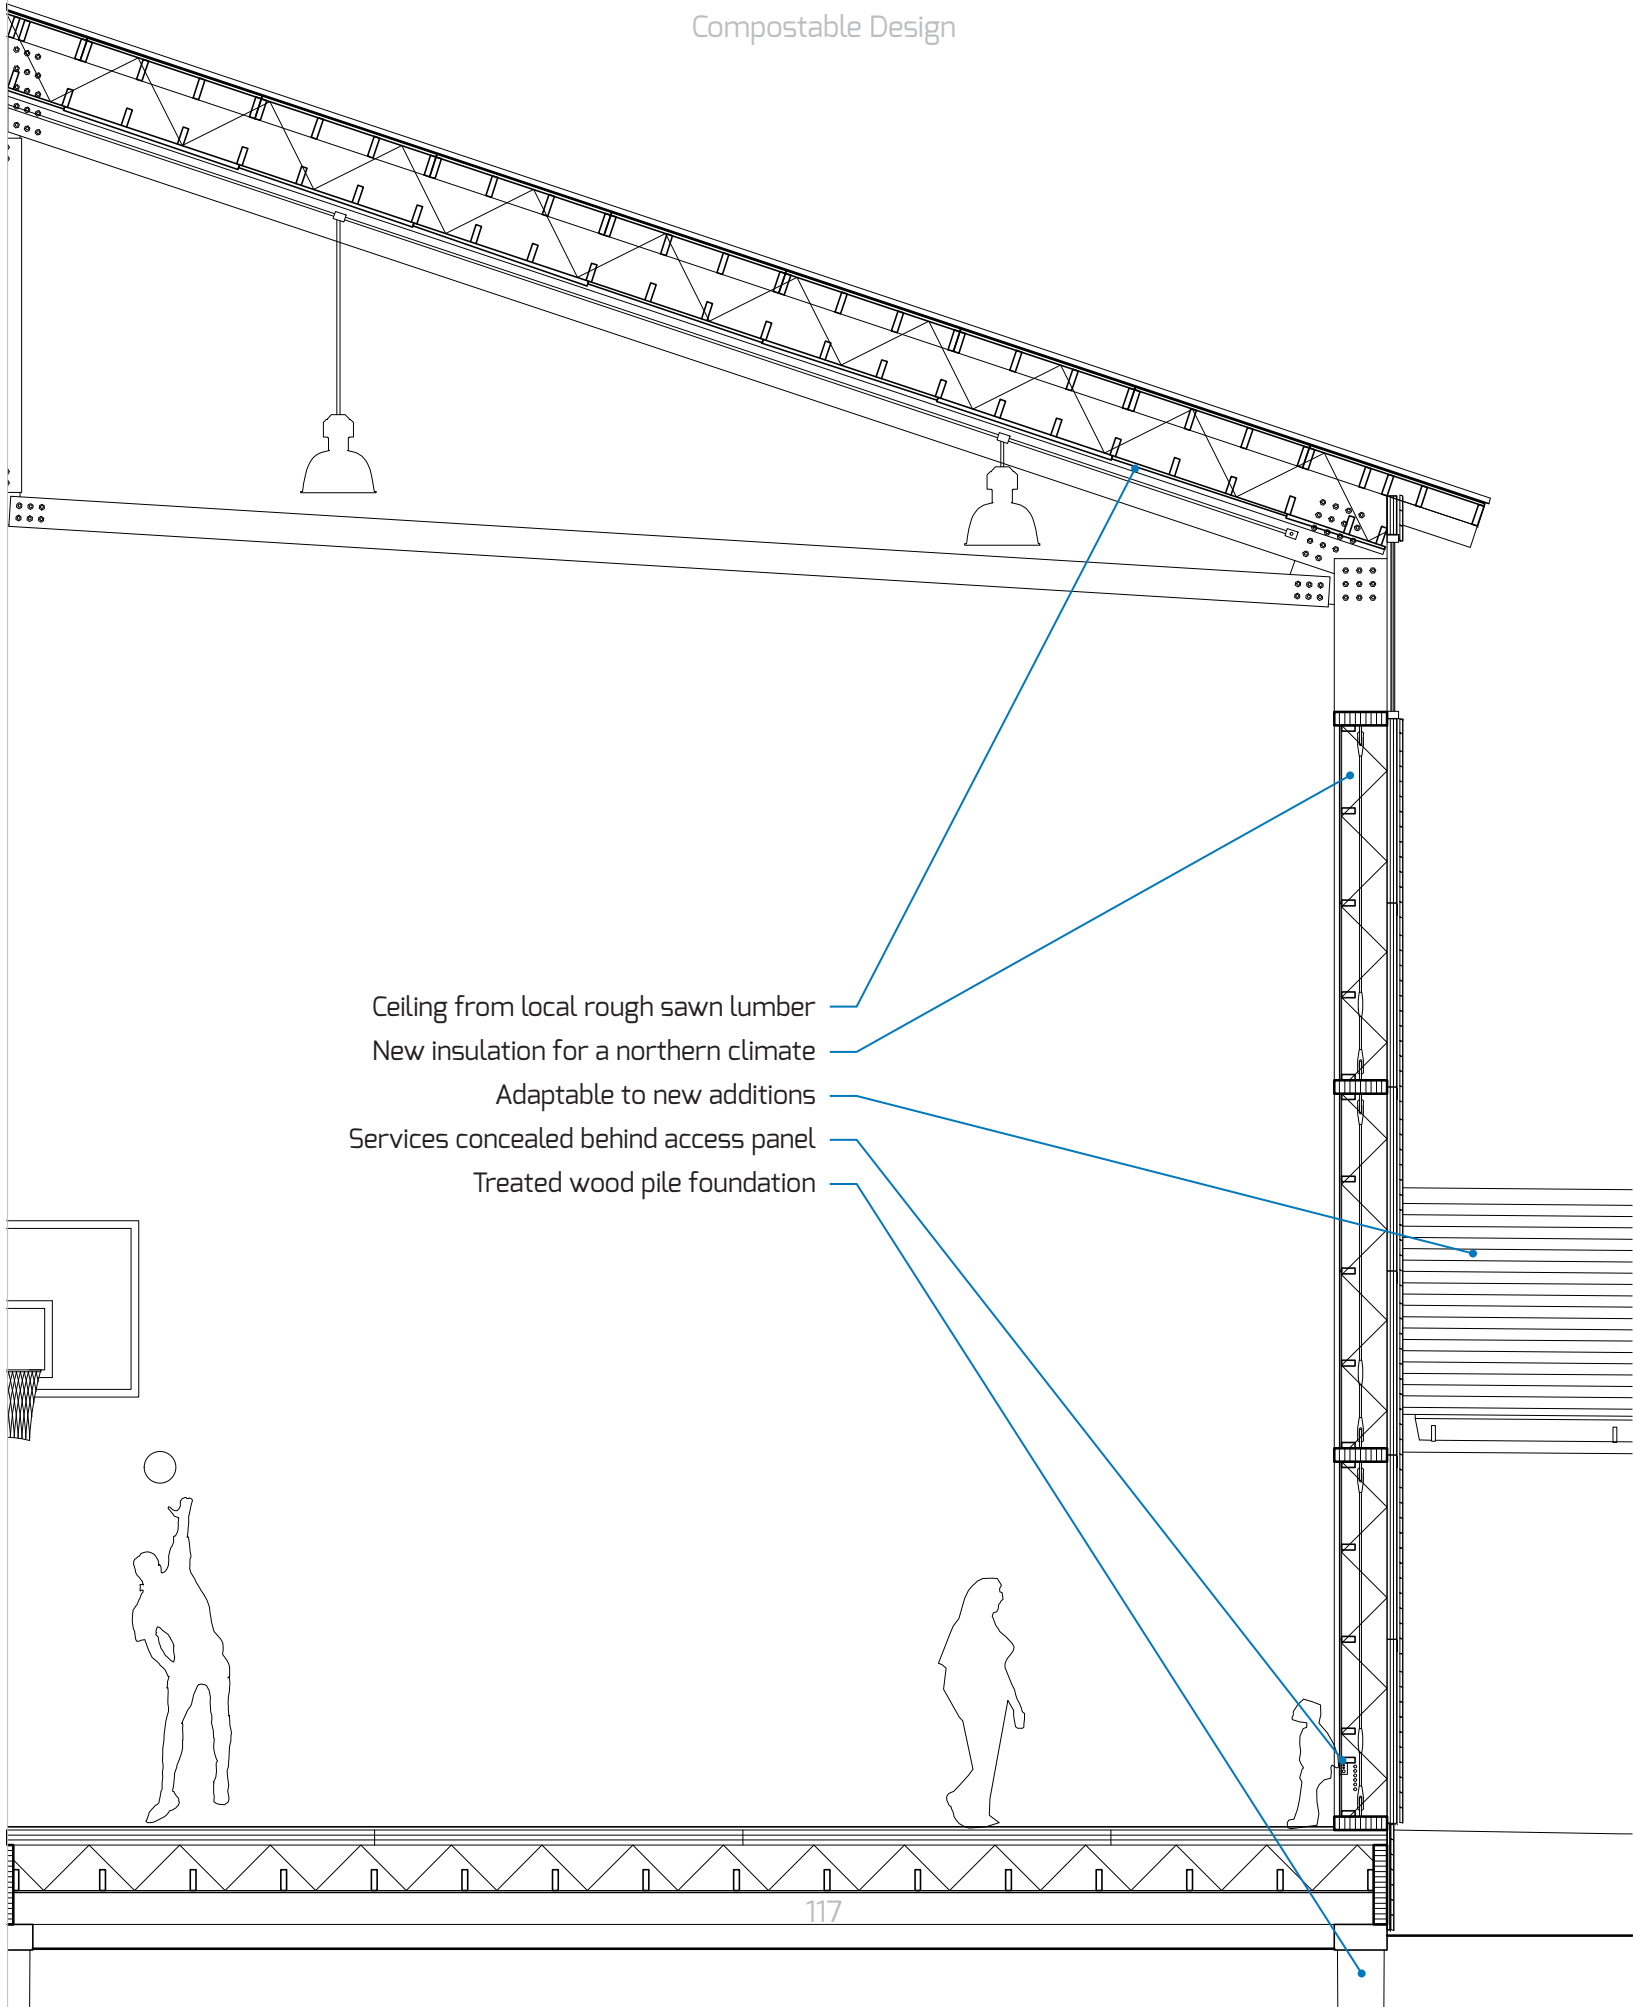 Compostable Design
Ceiling from local rough sawn lumber
New insulation for a northern climate
Adaptable to new additions
Services concealed behind access panel
Treated wood pile foundation
117